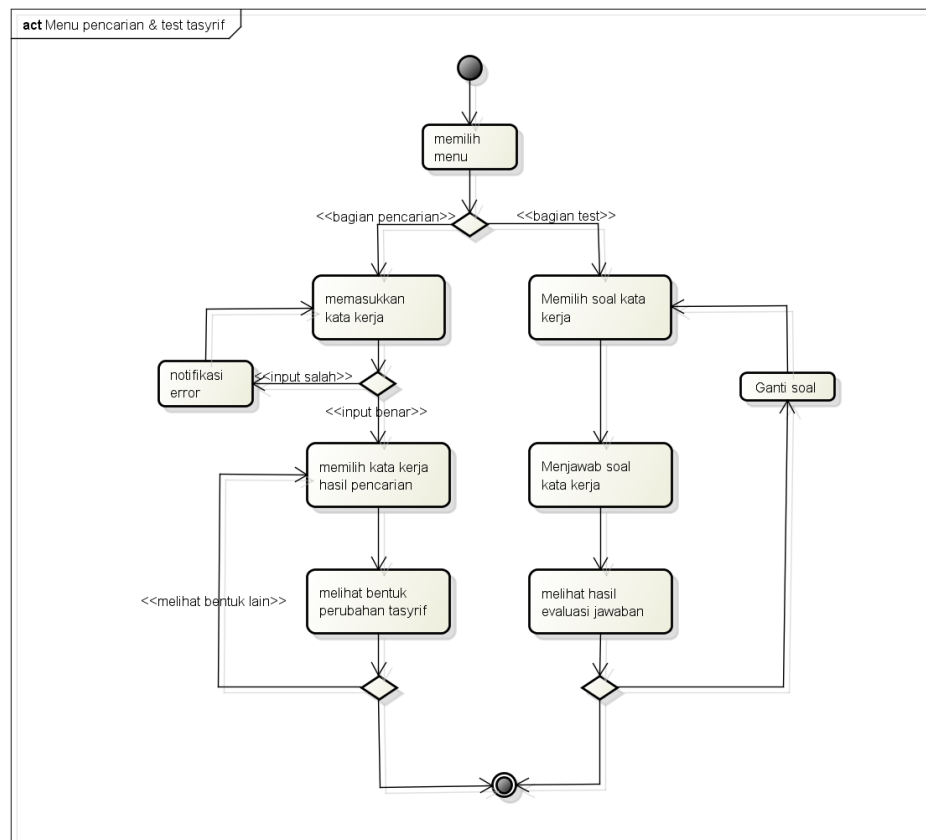 act Menu pencarian & test tasyrif
memilih
menu
<<bagian pencarian>>
<<bagian test>>
memasukkan
kata kerja
Memilih soal kata
kerja
notifikasi
error
<<input salah>>
Ganti soal
<<input benar>>
memilih kata kerja
hasil pencarian
Menjawab soal
kata kerja
melihat bentuk
perubahan tasyrif
melihat hasil
evaluasi jawaban
<<melihat bentuk lain>>